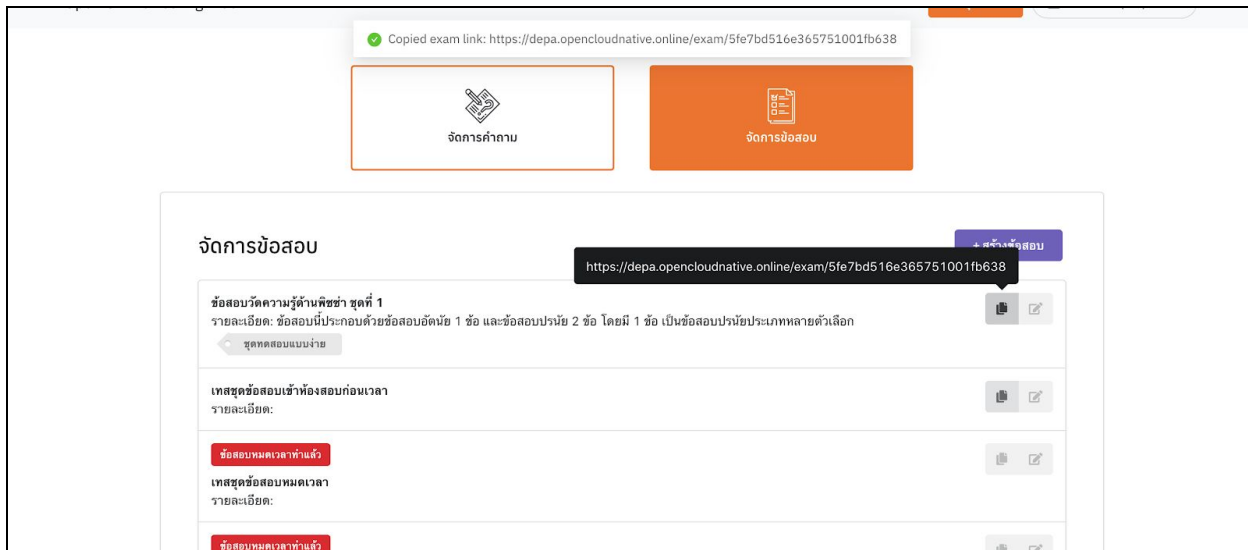 Copied exam link: https://depa.opencloudnative.online/exam/5fe7bd516e365751001fb638
จัดการคำถาม
จัดการข้อสอบ
จัดการข้อสอบ
+ สร้างข้อสอบ
https://depa.opencloudnative.online/exam/5fe7bd516e365751001fb638
ข้อสอบวัดความรู้ด้านพิซซ่า ชุดที่ 1
รายละเอียด: ข้อสอบนี้ประกอบด้วยข้อสอบอัตนัย 1 ข้อ และข้อสอบปรนัย 2 ข้อ โดยมี 1 ข้อ เป็นข้อสอบปรนัยประเภทหลายตัวเลือก
ชุดทดสอบแบบง่าย
เทสชุดข้อสอบเข้าห้องสอบก่อนเวลา
รายละเอียด:
ข้อสอบหมดเวลาทำแล้ว
เทสชุดข้อสอบหมดเวลา
รายละเอียด:
ข้อสอบหมดเวลาทำแล้ว